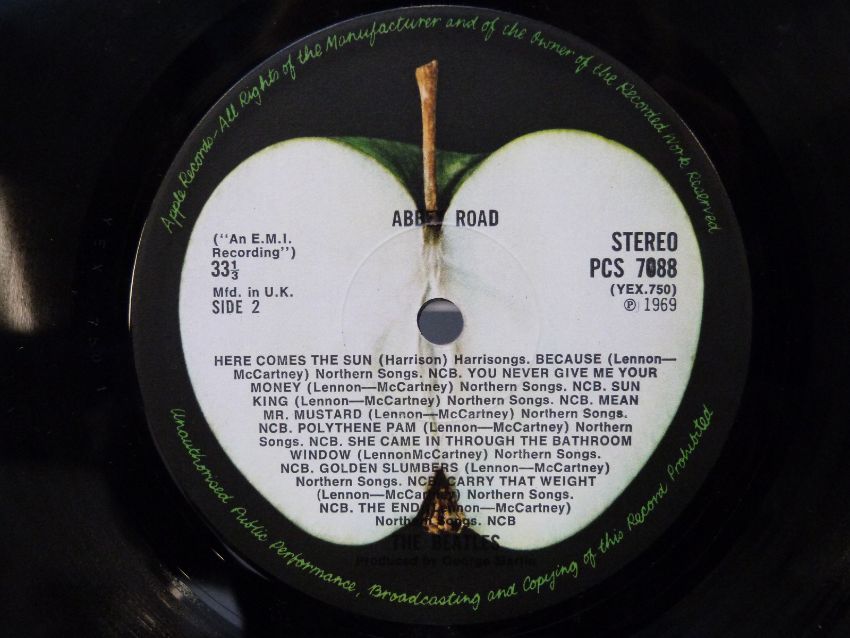 Apple Records-All Rights of the Manufacturer and of the Owner of the Recorded Work Reserved
ABBEY ROAD
("An E.M.I.
Recording")
33⅓
Mfd. in U.K.
SIDE 2
STEREO
PCS 7088
(YEX.750)
℗ 1969
HERE COMES THE SUN (Harrison) Harrisongs. BECAUSE (Lennon—
McCartney) Northern Songs. NCB. YOU NEVER GIVE ME YOUR
MONEY (Lennon—McCartney) Northern Songs. NCB. SUN
KING (Lennon—McCartney) Northern Songs. NCB. MEAN
MR. MUSTARD (Lennon—McCartney) Northern Songs.
NCB. POLYTHENE PAM (Lennon—McCartney) Northern
Songs. NCB. SHE CAME IN THROUGH THE BATHROOM
WINDOW (LennonMcCartney) Northern Songs.
NCB. GOLDEN SLUMBERS (Lennon—McCartney)
Northern Songs. NCB. CARRY THAT WEIGHT
(Lennon—McCartney) Northern Songs.
NCB. THE END (Lennon—McCartney)
Northern Songs. NCB
THE BEATLES
Produced by George Martin
Unauthorised Public Performance, Broadcasting and Copying of this Record Prohibited